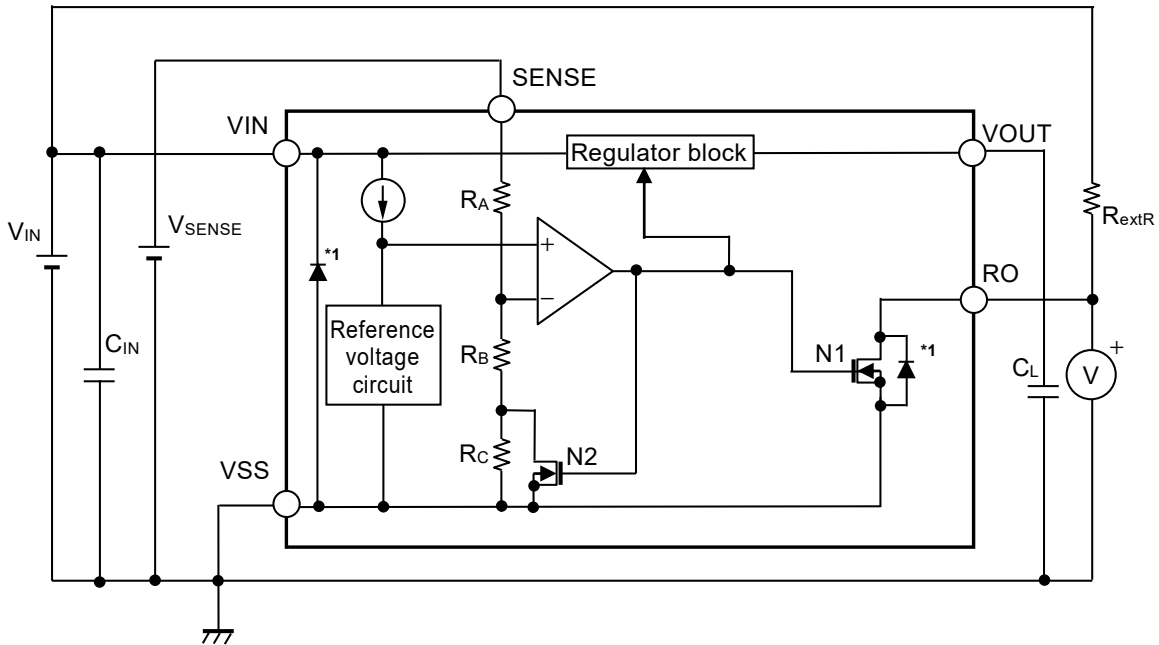 SENSE
VIN
VOUT
Regulator block
RA
RextR
VIN
VSENSE
*1
+
−
RO
Reference
voltage
circuit
CIN
RB
N1
*1
CL
V
+
RC
N2
VSS